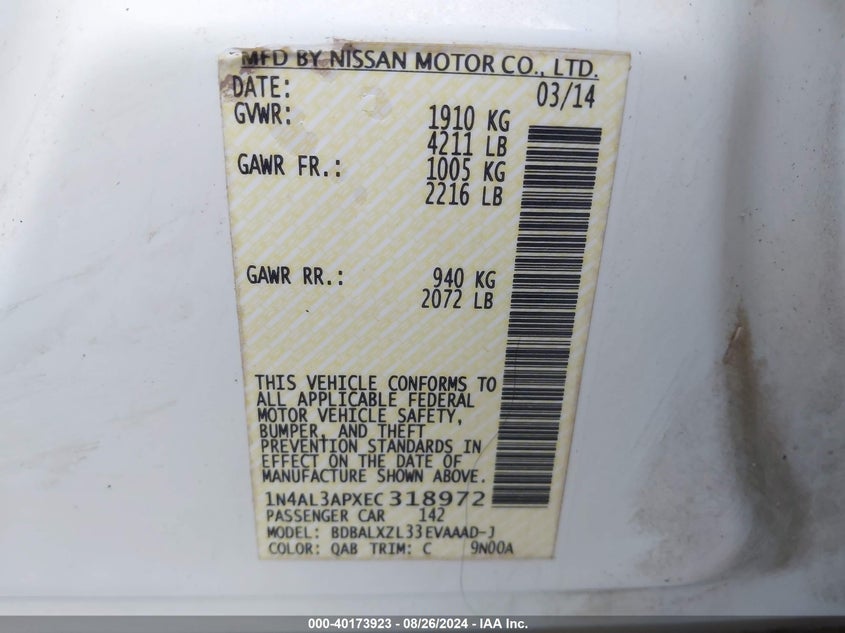 MFD BY NISSAN MOTOR CO., LTD.
DATE: 03/14
GVWR: 1910 KG
4211 LB
GAWR FR.: 1005 KG
2216 LB
GAWR RR.: 940 KG
2072 LB
THIS VEHICLE CONFORMS TO
ALL APPLICABLE FEDERAL
MOTOR VEHICLE SAFETY,
BUMPER, AND THEFT
PREVENTION STANDARDS IN
EFFECT ON THE DATE OF
MANUFACTURE SHOWN ABOVE.
1N4AL3APXEC318972
PASSENGER CAR 142
MODEL: BDBALXZL33EVAAAD-J
COLOR: QAB TRIM: C 9N00A
000-40173923 - 08/26/2024 - IAA Inc.